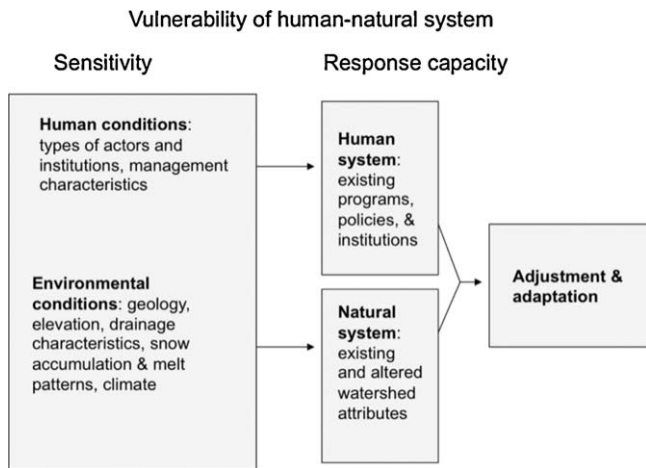 Vulnerability of human-natural system
Sensitivity
Response capacity
Human conditions:
types of actors and
institutions, management
characteristics
Environmental
conditions: geology,
elevation, drainage
characteristics, snow
accumulation & melt
patterns, climate
Human
system:
existing
programs,
policies, &
institutions
Natural
system:
existing
and altered
watershed
attributes
Adjustment &
adaptation